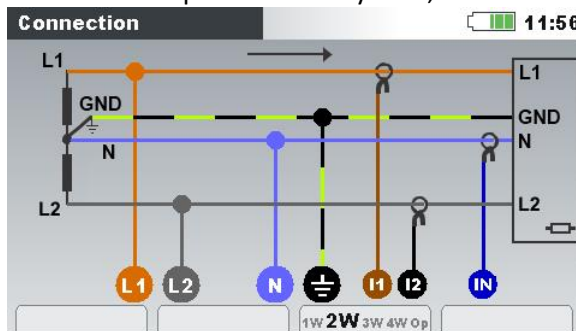 Connection 11:56
L1 L1
GND GND
N N
L2 L2
L1 L2 N I1 I2 IN
1W 2W 3W 4W Op